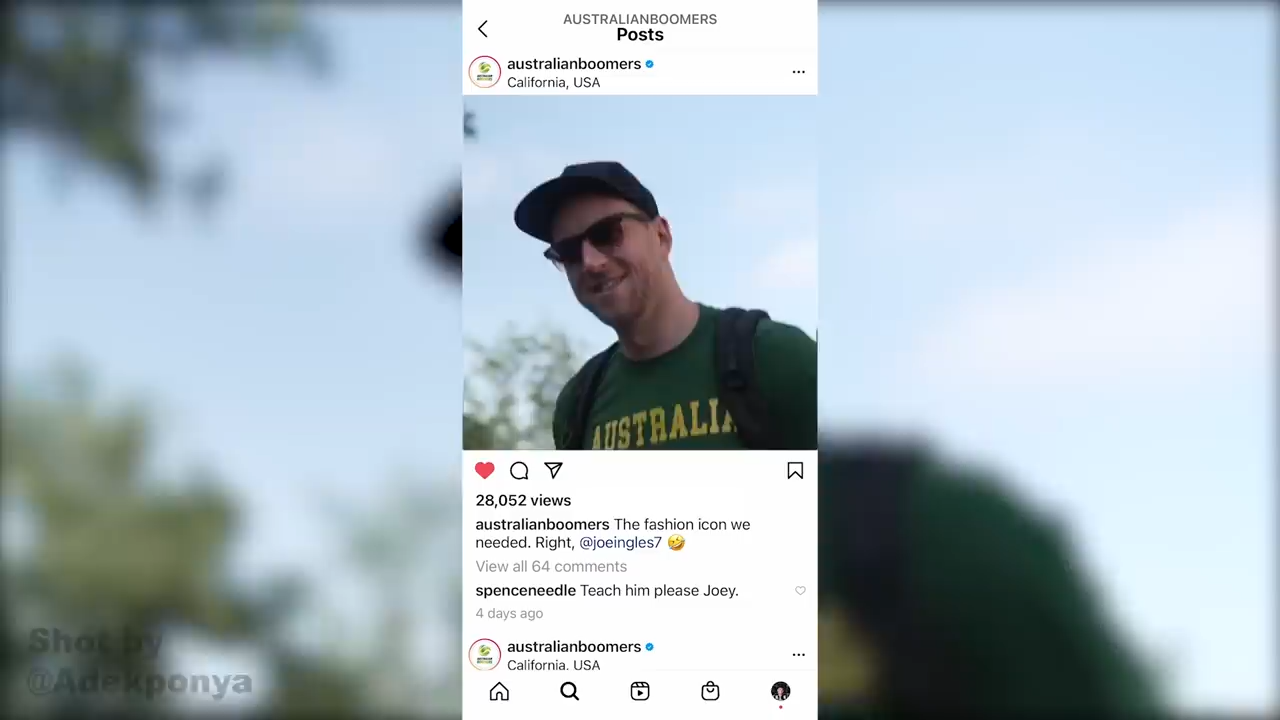 AUSTRALIANBOOMERS
Posts
australianboomers
California, USA
AUSTRALIA
28,052 views
australianboomers The fashion icon we
needed. Right, @joeingles7 🤣
View all 64 comments
spenceneedle Teach him please Joey.
4 days ago
australianboomers
California, USA
Shot by
@Adekponya